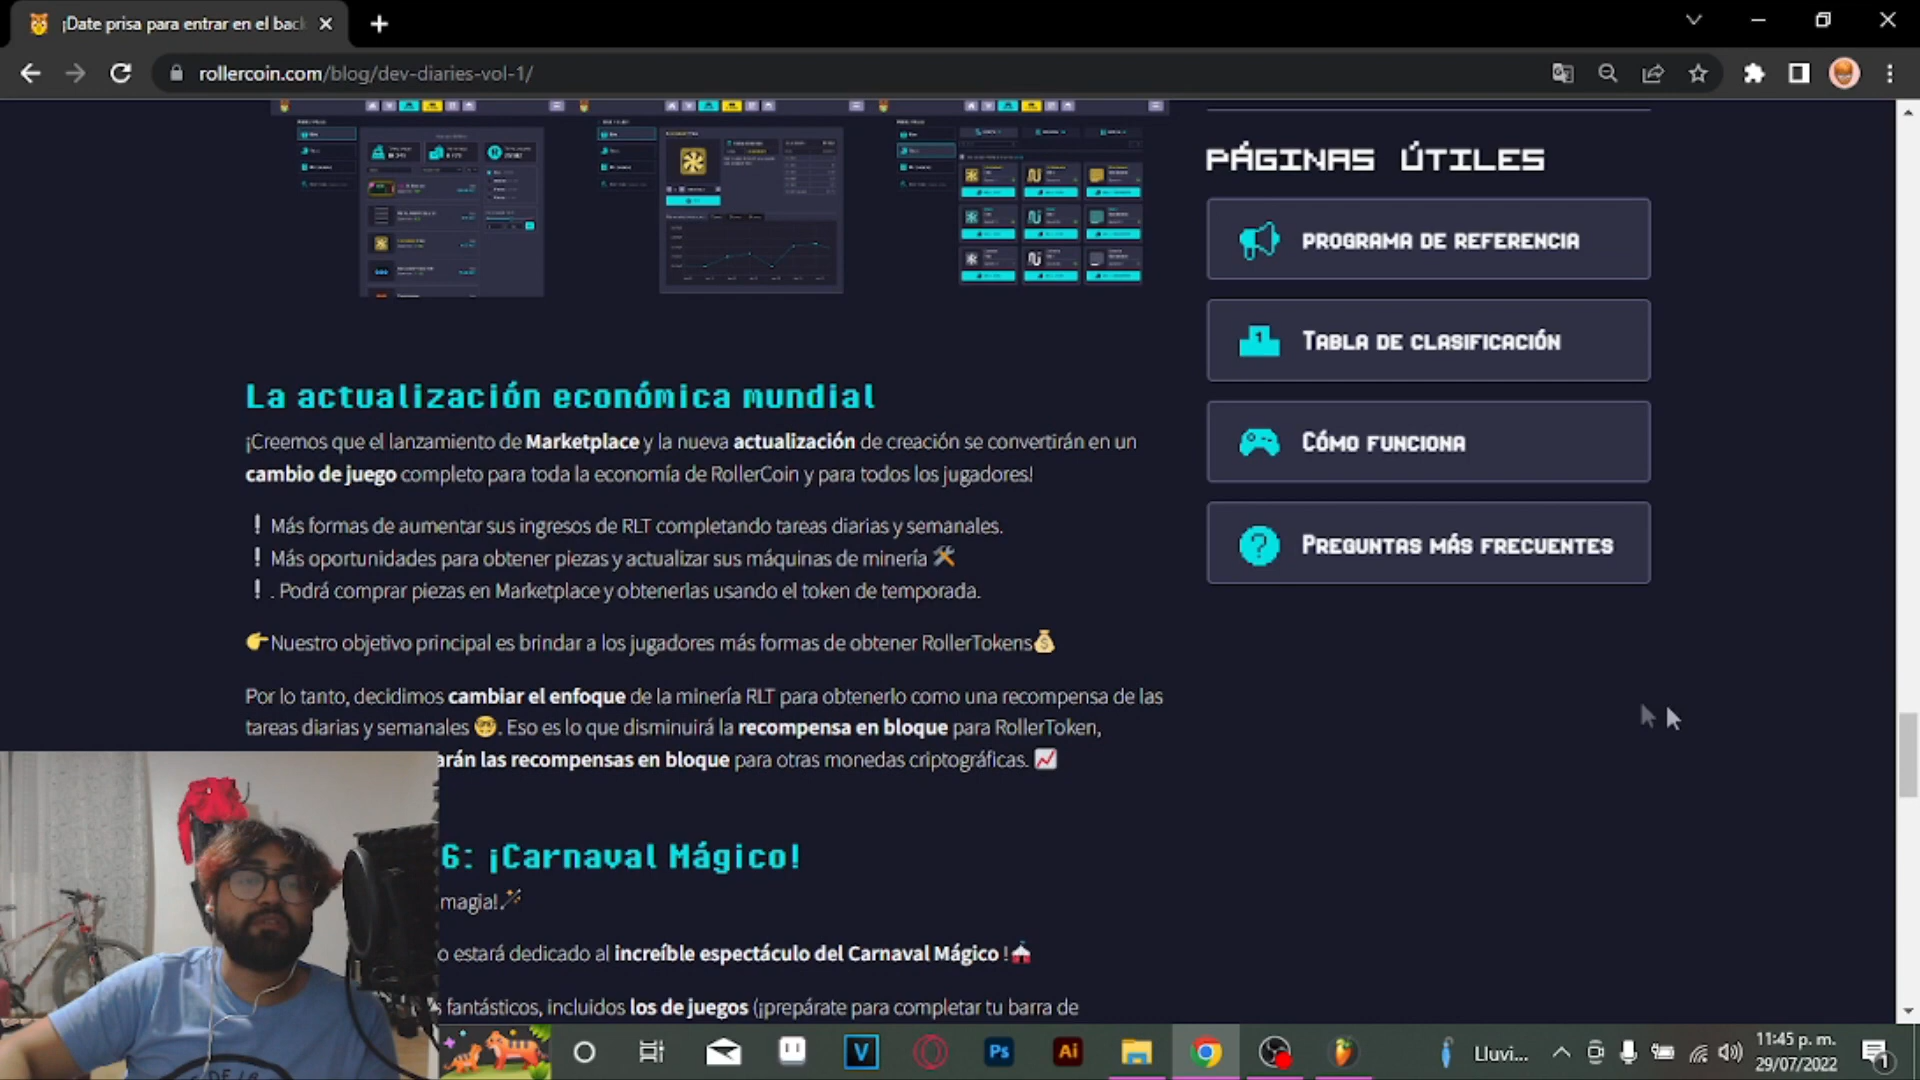 ¡Date prisa para entrar en el bac
rollercoin.com/blog/dev-diaries-vol-1/
La actualización económica mundial
¡Creemos que el lanzamiento de Marketplace y la nueva actualización de creación se convertirán en un
cambio de juego completo para toda la economía de RollerCoin y para todos los jugadores!
❕ Más formas de aumentar sus ingresos de RLT completando tareas diarias y semanales.
❕ Más oportunidades para obtener piezas y actualizar sus máquinas de minería 🛠
❕ . Podrá comprar piezas en Marketplace y obtenerlas usando el token de temporada.
👉Nuestro objetivo principal es brindar a los jugadores más formas de obtener RollerTokens💰
Por lo tanto, decidimos cambiar el enfoque de la minería RLT para obtenerlo como una recompensa de las
tareas diarias y semanales 🤓. Eso es lo que disminuirá la recompensa en bloque para RollerToken,
arán las recompensas en bloque para otras monedas criptográficas. 📈
6: ¡Carnaval Mágico!
magia!🪄
o estará dedicado al increíble espectáculo del Carnaval Mágico !🎪
s fantásticos, incluidos los de juegos (¡prepárate para completar tu barra de
PÁGINAS ÚTILES
PROGRAMA DE REFERENCIA
TABLA DE CLASIFICACIÓN
CÓMO FUNCIONA
PREGUNTAS MÁS FRECUENTES
V
Ps
Ai
Lluvi...
11:45 p. m.
29/07/2022
1